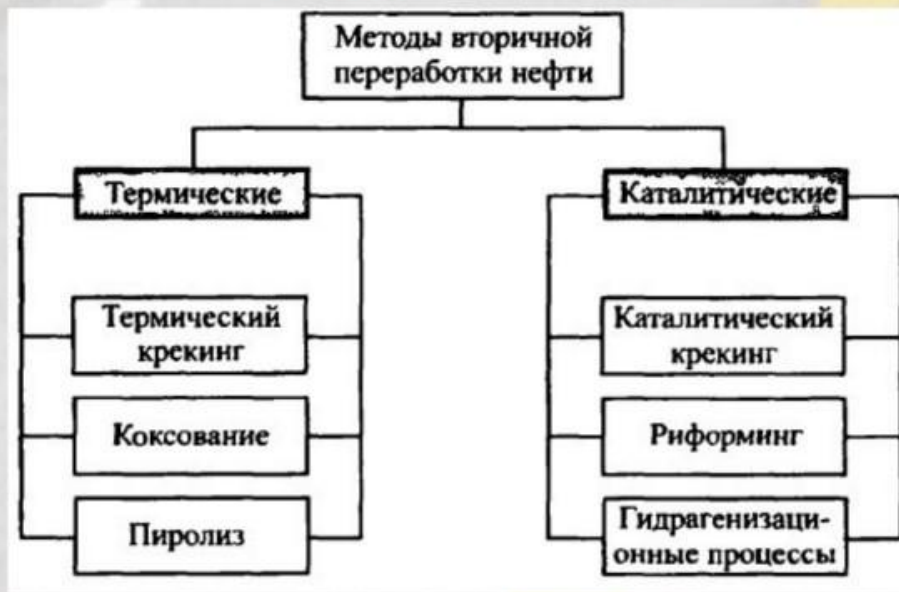 Методы вторичной
переработки нефти
Термические
Каталитические
Термический
крекинг
Каталитический
крекинг
Коксование
Риформинг
Пиролиз
Гидрагенизаци-
онные процессы